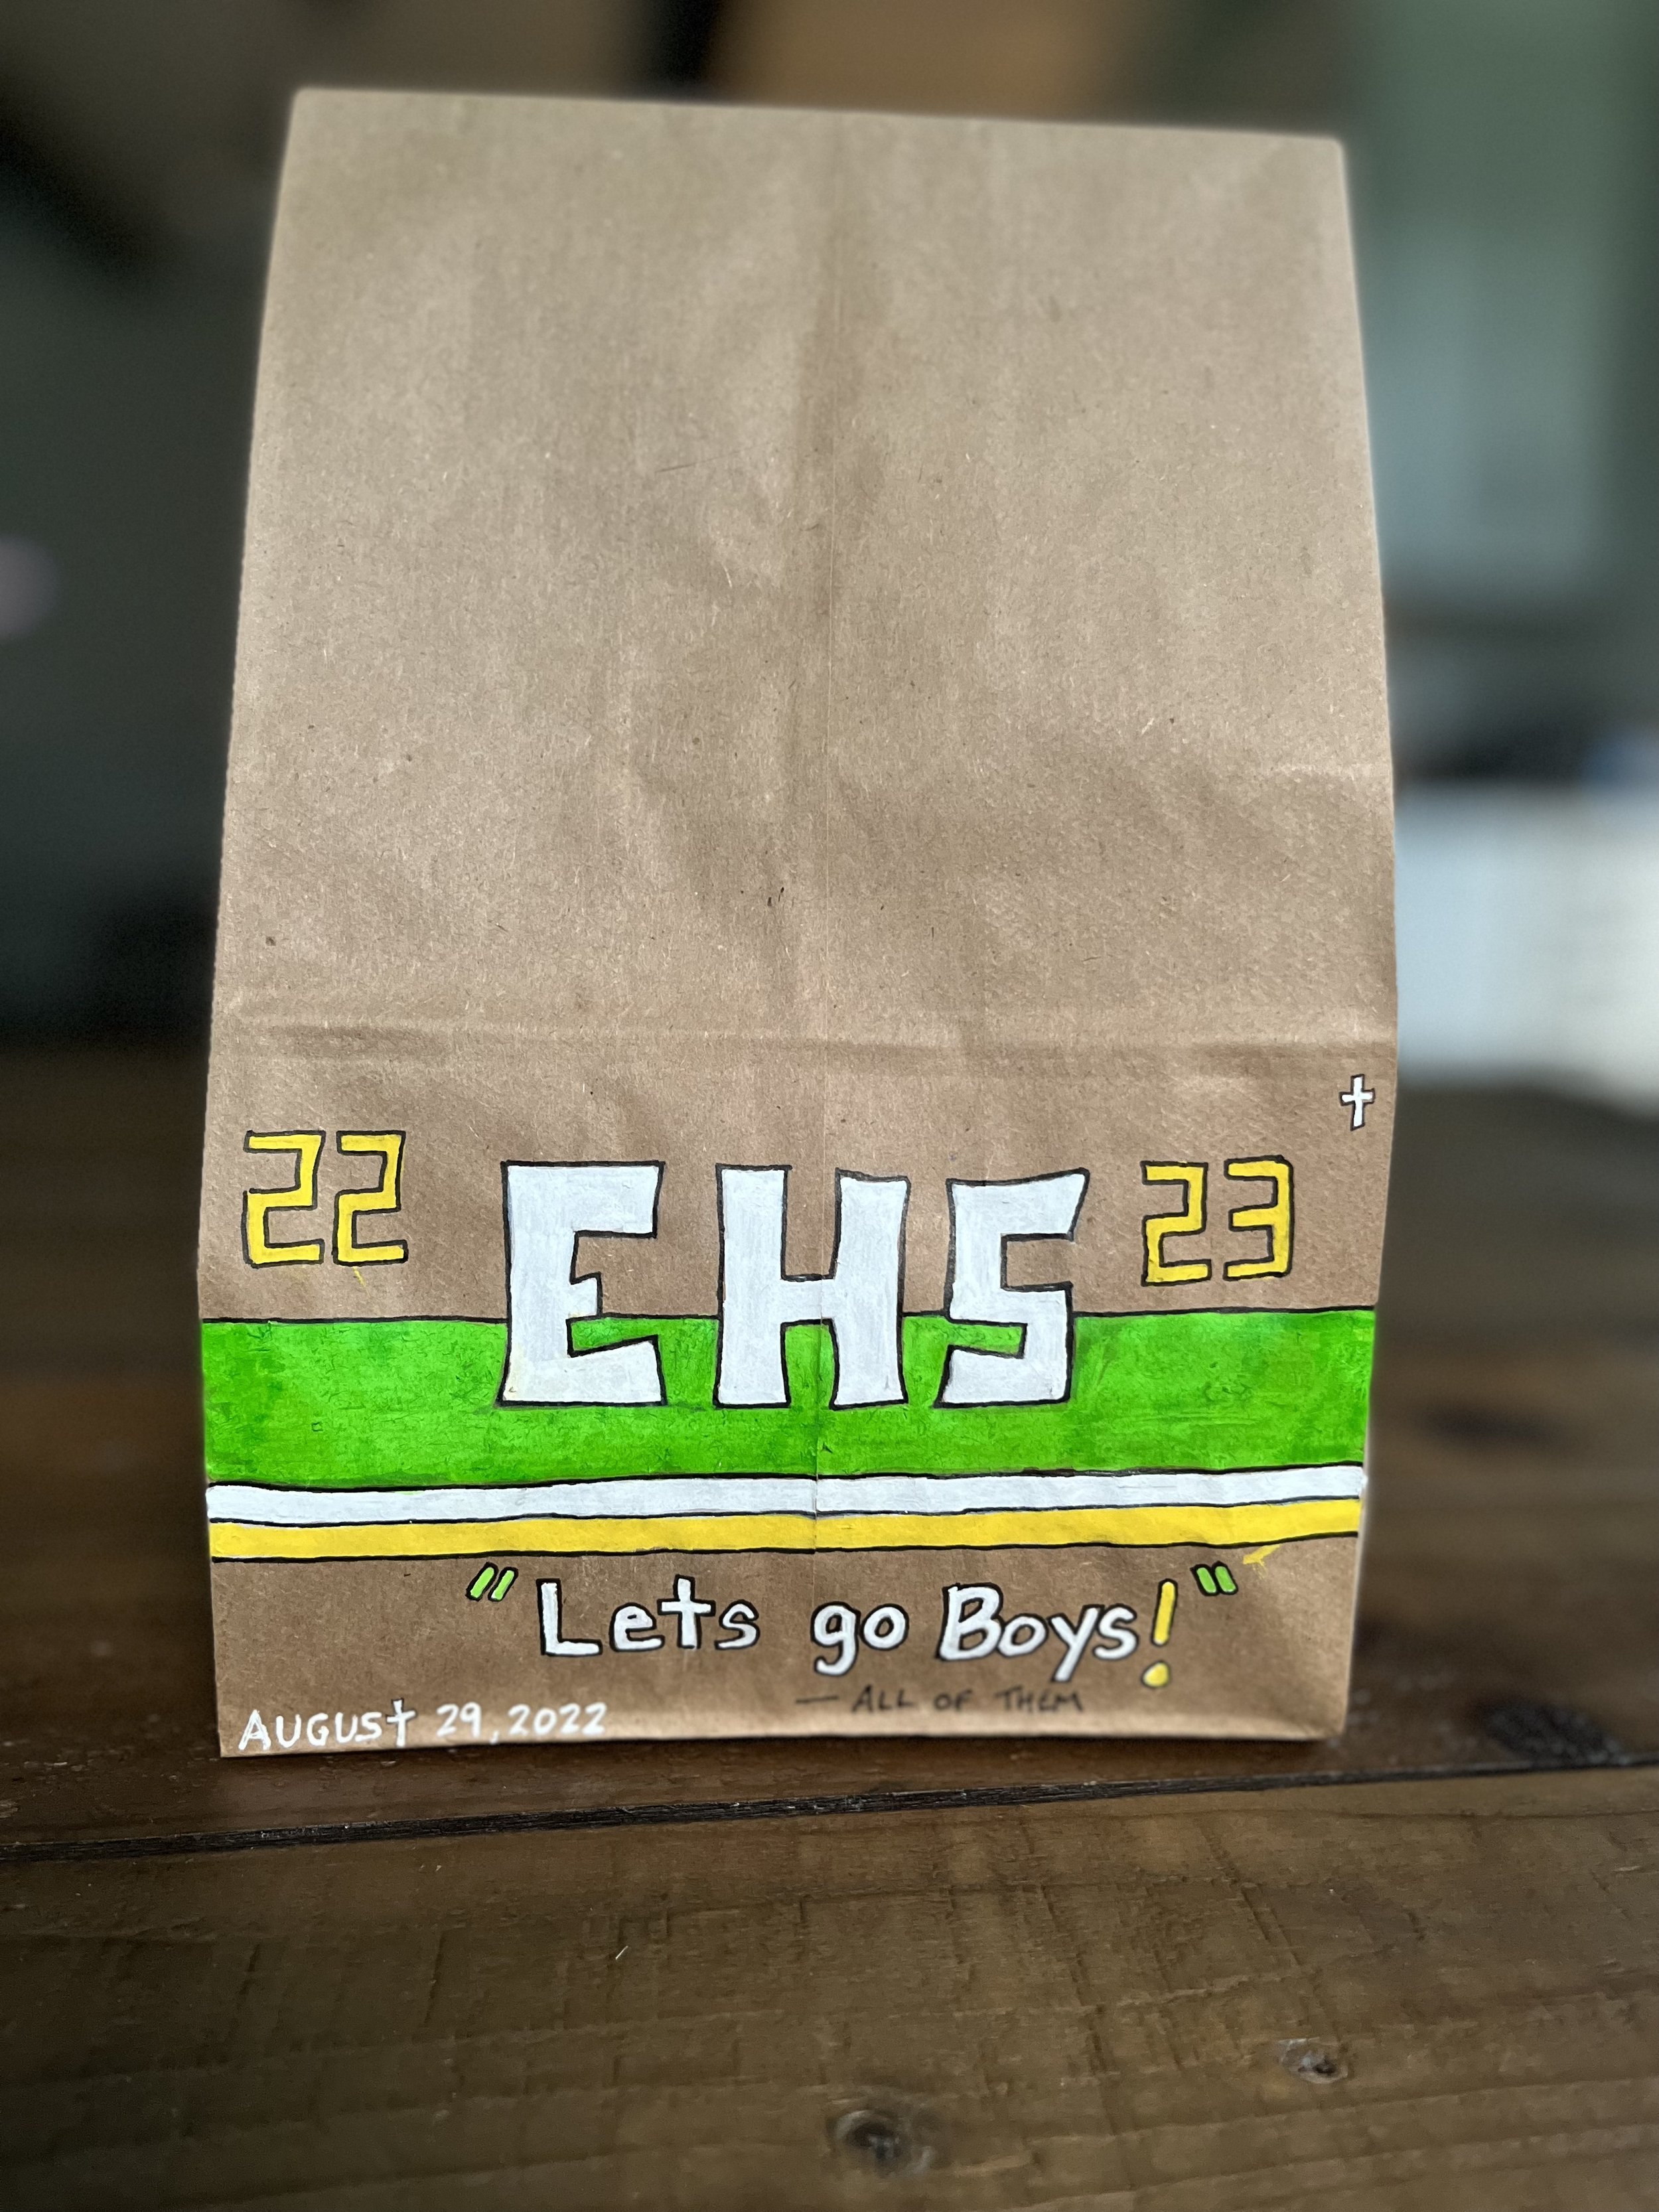 22 EHS 23
"Lets go Boys!"
— ALL OF THEM
AUGUST 29, 2022